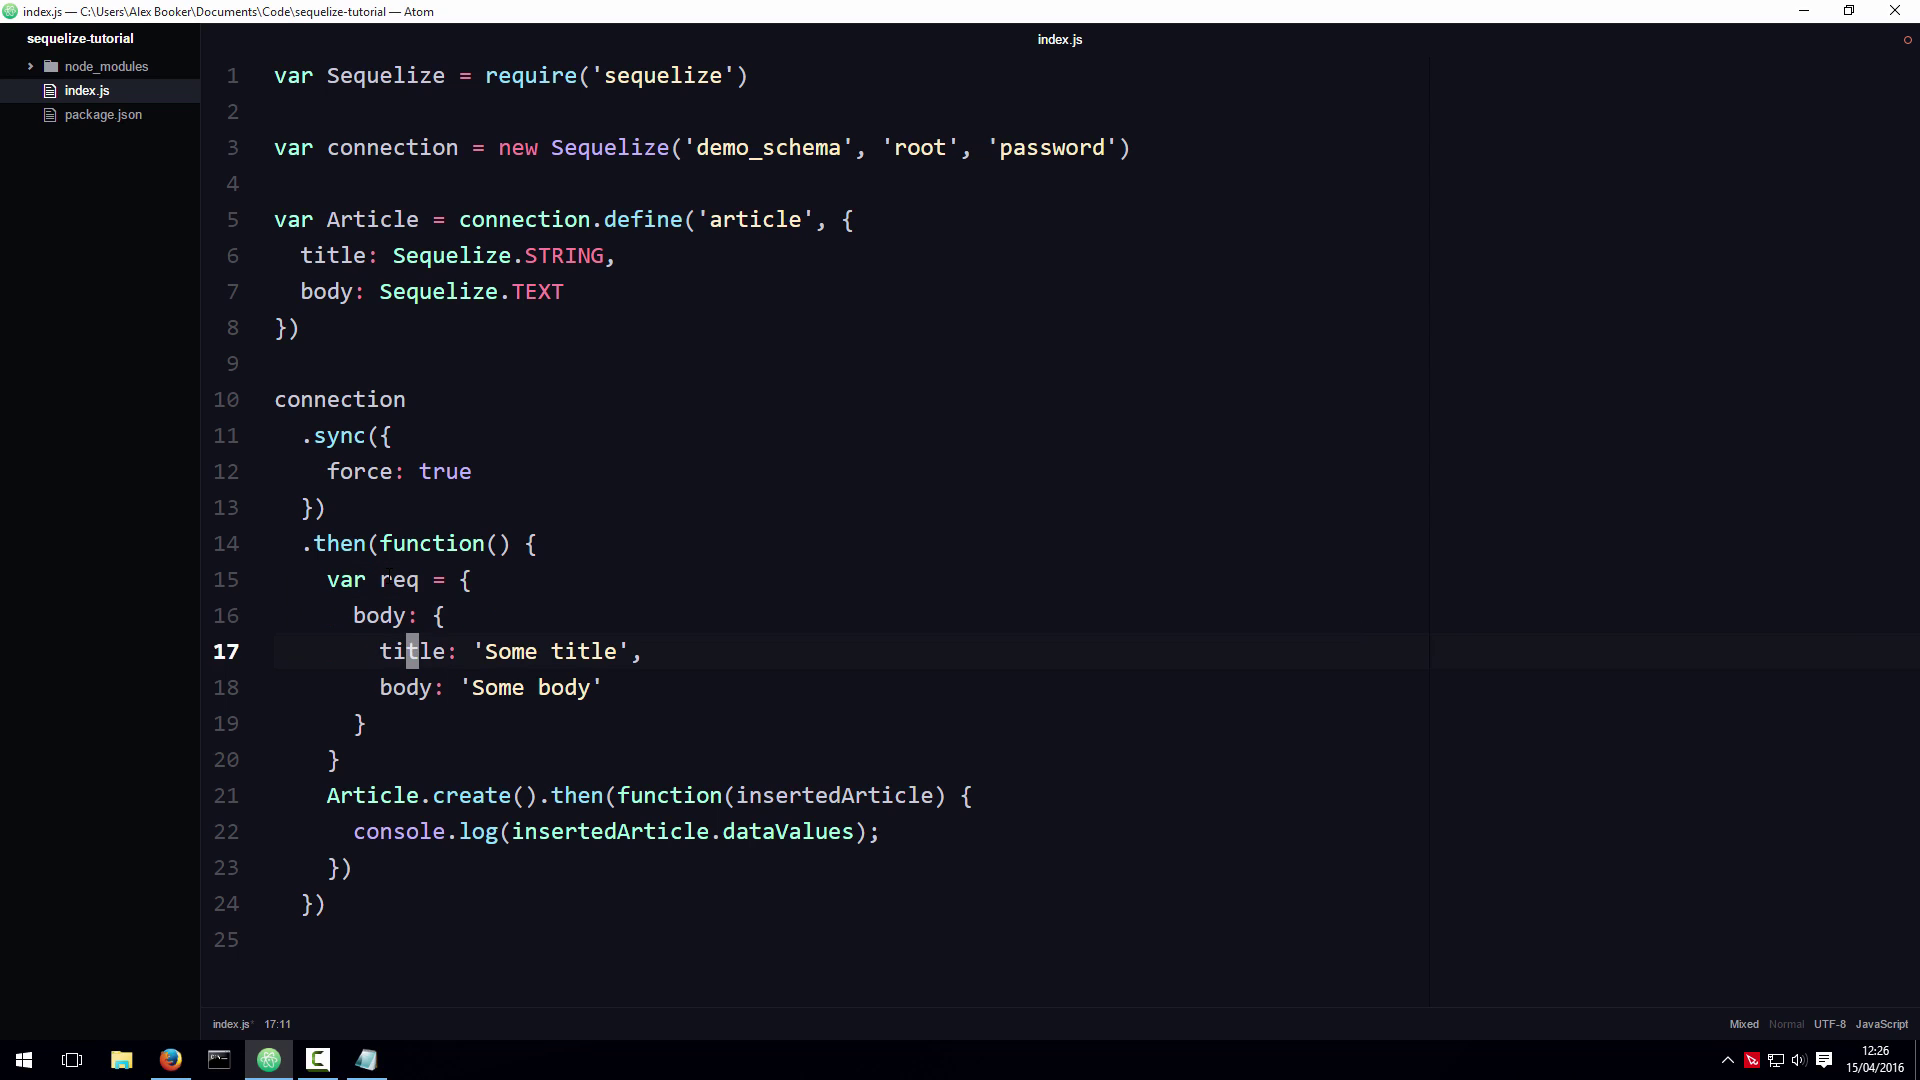 index.js — C:\Users\Alex Booker\Documents\Code\sequelize-tutorial — Atom
sequelize-tutorial
node_modules
index.js
package.json
index.js
1 var Sequelize = require('sequelize')
2
3 var connection = new Sequelize('demo_schema', 'root', 'password')
4
5 var Article = connection.define('article', {
6   title: Sequelize.STRING,
7   body: Sequelize.TEXT
8 })
9
10 connection
11   .sync({
12     force: true
13   })
14   .then(function() {
15     var req = {
16       body: {
17         title: 'Some title',
18         body: 'Some body'
19       }
20     }
21     Article.create().then(function(insertedArticle) {
22       console.log(insertedArticle.dataValues);
23     })
24   })
25
index.js* 17:11
Mixed Normal UTF-8 JavaScript
12:26
15/04/2016